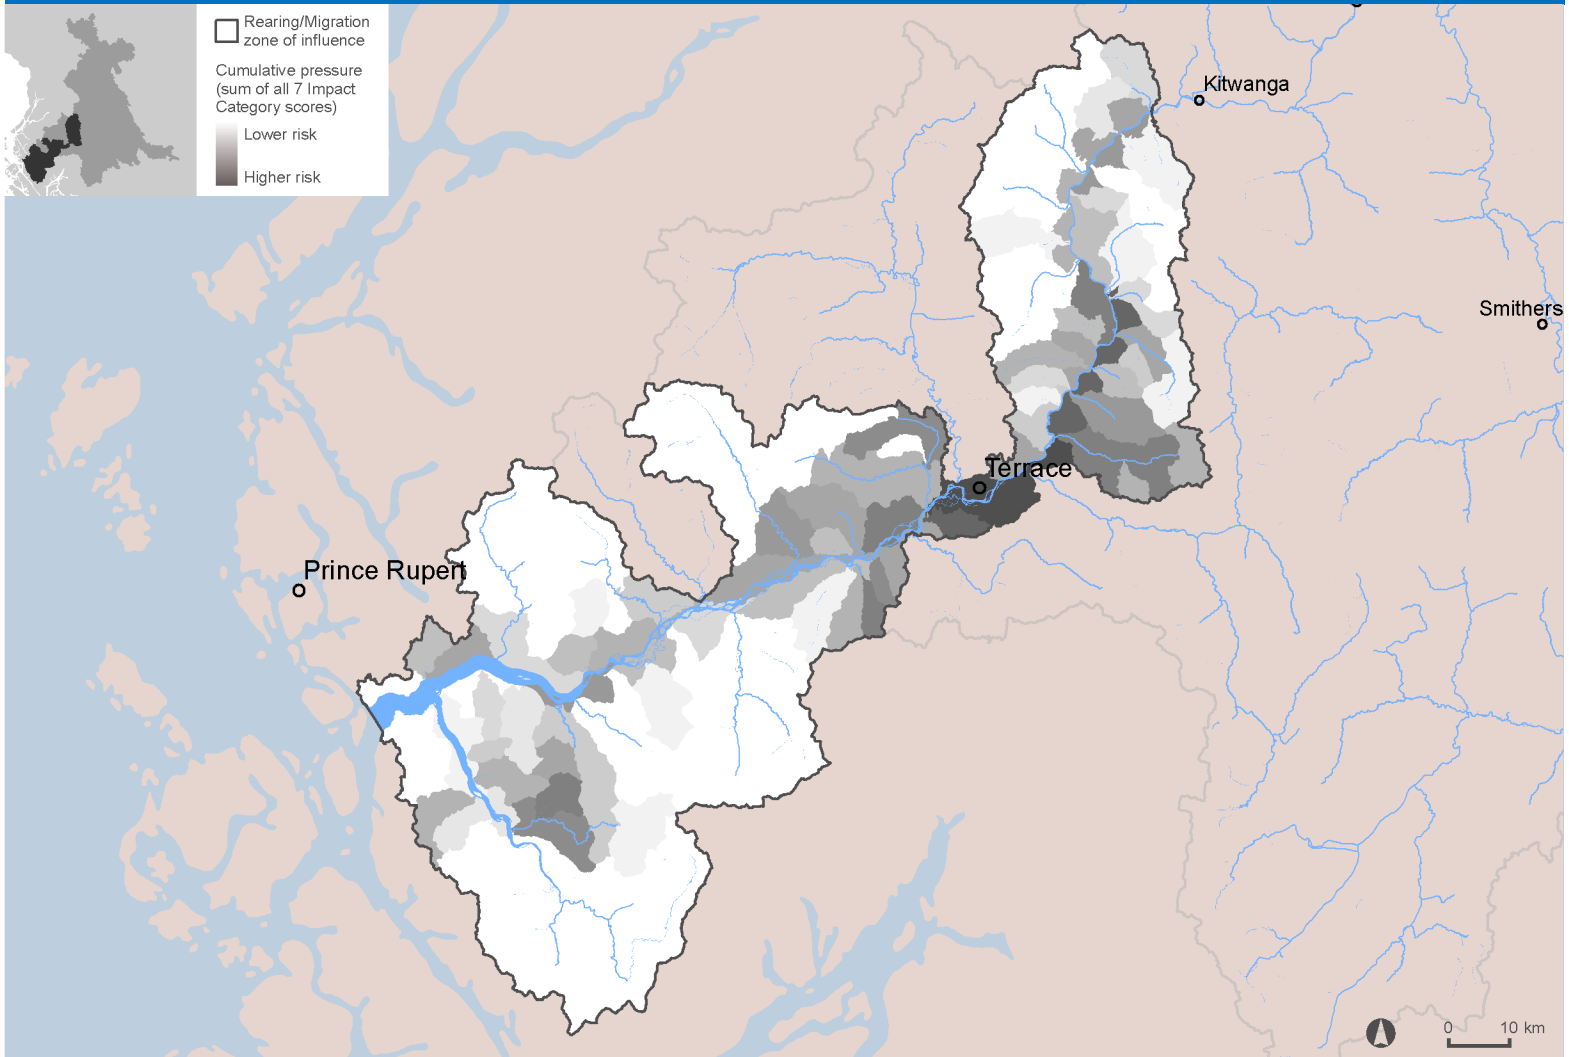 Rearing/Migration
zone of influence
Cumulative pressure
(sum of all 7 Impact
Category scores)
Lower risk
Higher risk
Kitwanga
Smithers
Terrace
Prince Rupert
0 10 km